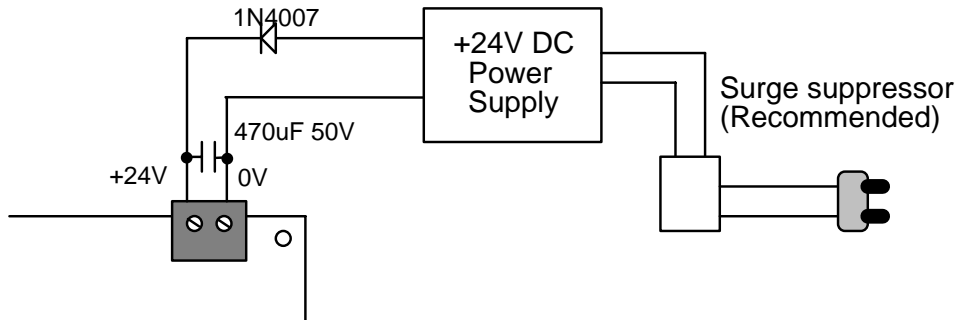 1N4007
+24V DC
Power
Supply
Surge suppressor
(Recommended)
470uF 50V
+24V
0V